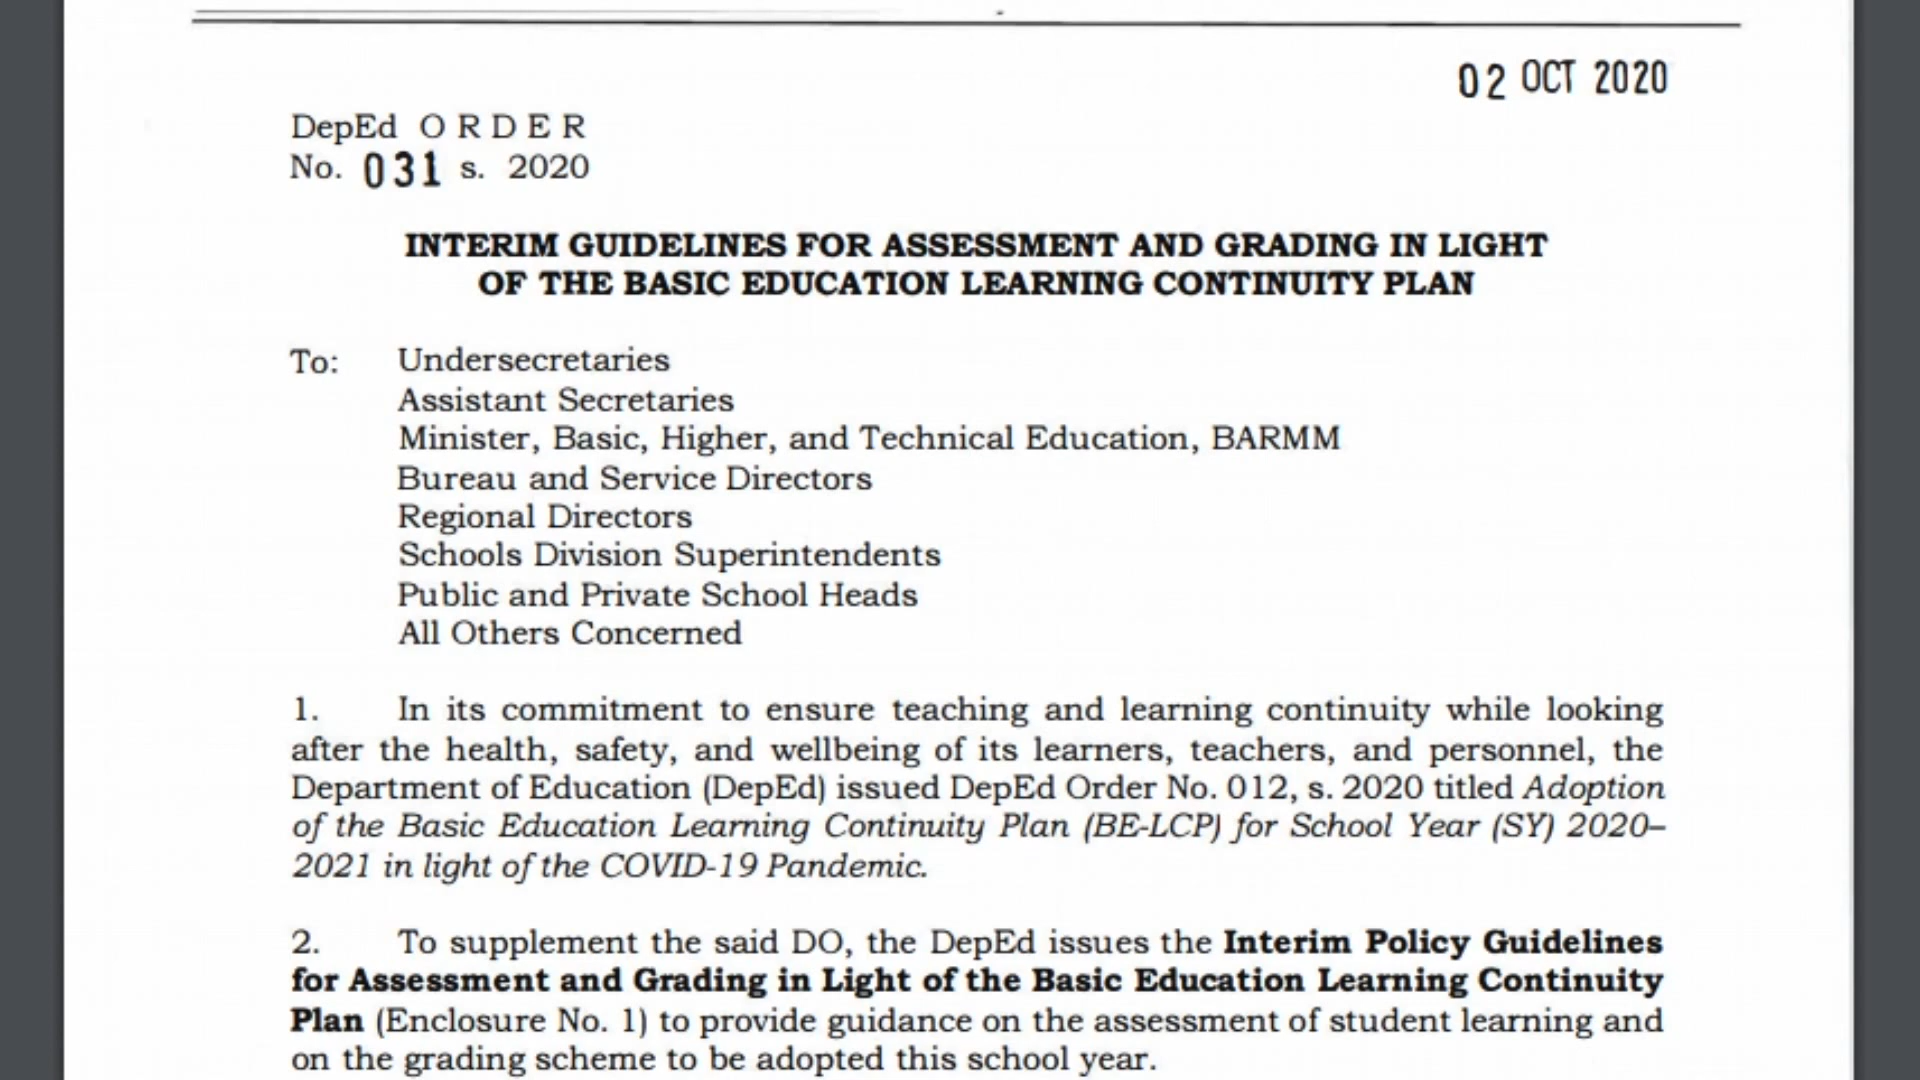 02 OCT 2020
DepEd ORDER
No. 031 s. 2020
INTERIM GUIDELINES FOR ASSESSMENT AND GRADING IN LIGHT
OF THE BASIC EDUCATION LEARNING CONTINUITY PLAN
To: Undersecretaries
Assistant Secretaries
Minister, Basic, Higher, and Technical Education, BARMM
Bureau and Service Directors
Regional Directors
Schools Division Superintendents
Public and Private School Heads
All Others Concerned
1. In its commitment to ensure teaching and learning continuity while looking
after the health, safety, and wellbeing of its learners, teachers, and personnel, the
Department of Education (DepEd) issued DepEd Order No. 012, s. 2020 titled Adoption
of the Basic Education Learning Continuity Plan (BE-LCP) for School Year (SY) 2020–
2021 in light of the COVID-19 Pandemic.
2. To supplement the said DO, the DepEd issues the Interim Policy Guidelines
for Assessment and Grading in Light of the Basic Education Learning Continuity
Plan (Enclosure No. 1) to provide guidance on the assessment of student learning and
on the grading scheme to be adopted this school year.